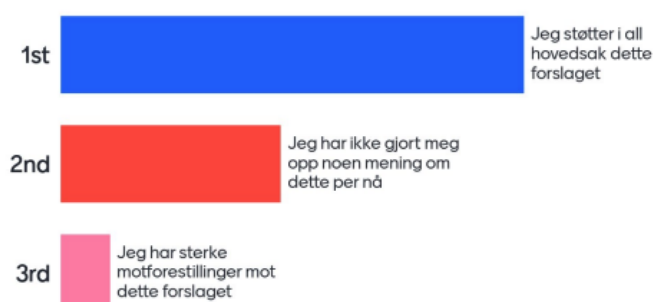 1st
Jeg støtter i all
hovedsak dette
forslaget
2nd
Jeg har ikke gjort meg
opp noen mening om
dette per nå
3rd
Jeg har sterke
motforestillinger mot
dette forslaget